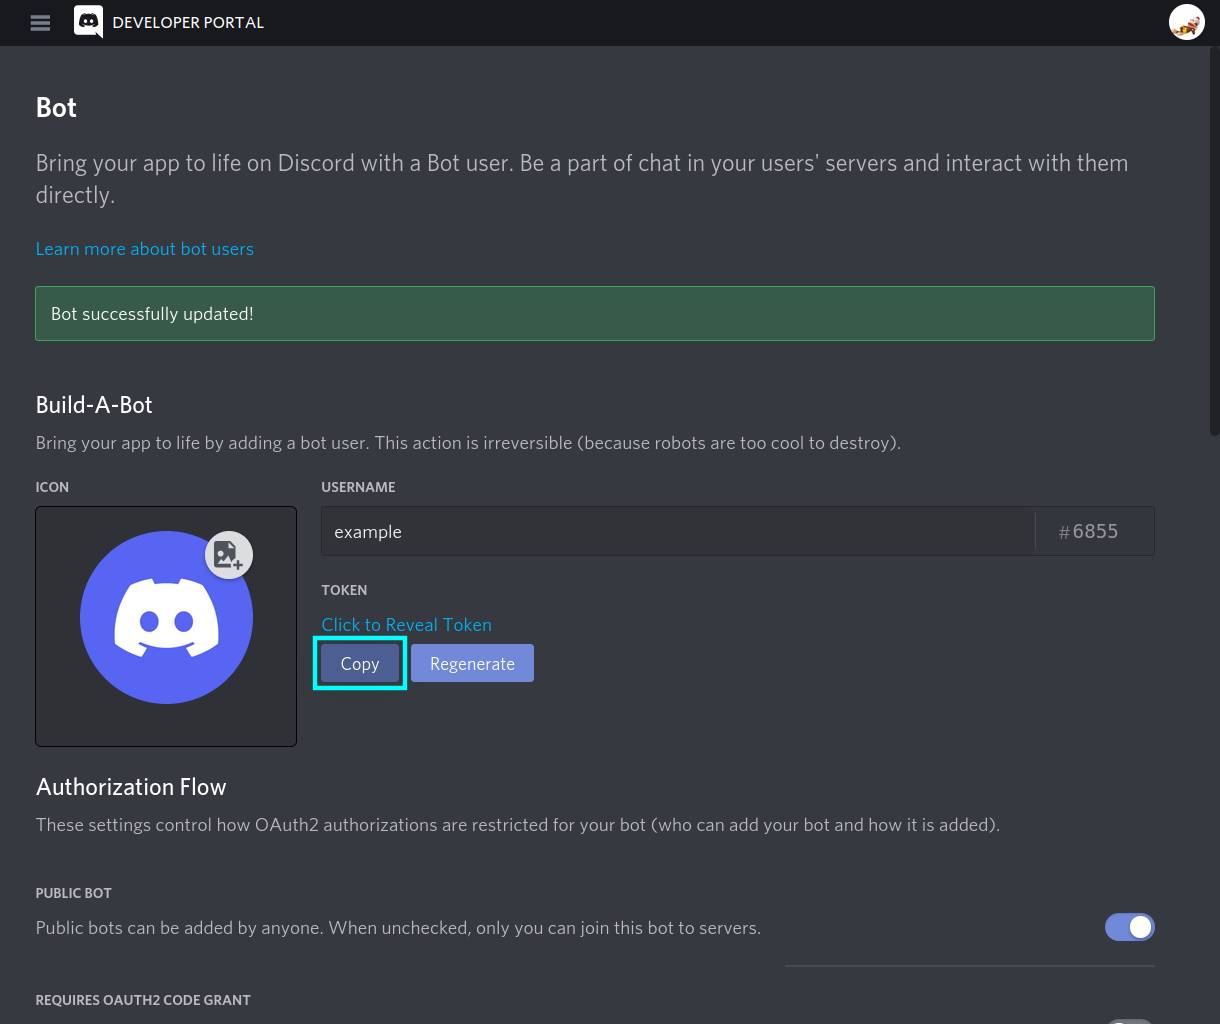 DEVELOPER PORTAL
Bot
Bring your app to life on Discord with a Bot user. Be a part of chat in your users' servers and interact with them
directly.
Learn more about bot users
Bot successfully updated!
Build-A-Bot
Bring your app to life by adding a bot user. This action is irreversible (because robots are too cool to destroy).
ICON
USERNAME
example
#6855
TOKEN
Click to Reveal Token
Copy
Regenerate
Authorization Flow
These settings control how OAuth2 authorizations are restricted for your bot (who can add your bot and how it is added).
PUBLIC BOT
Public bots can be added by anyone. When unchecked, only you can join this bot to servers.
REQUIRES OAUTH2 CODE GRANT